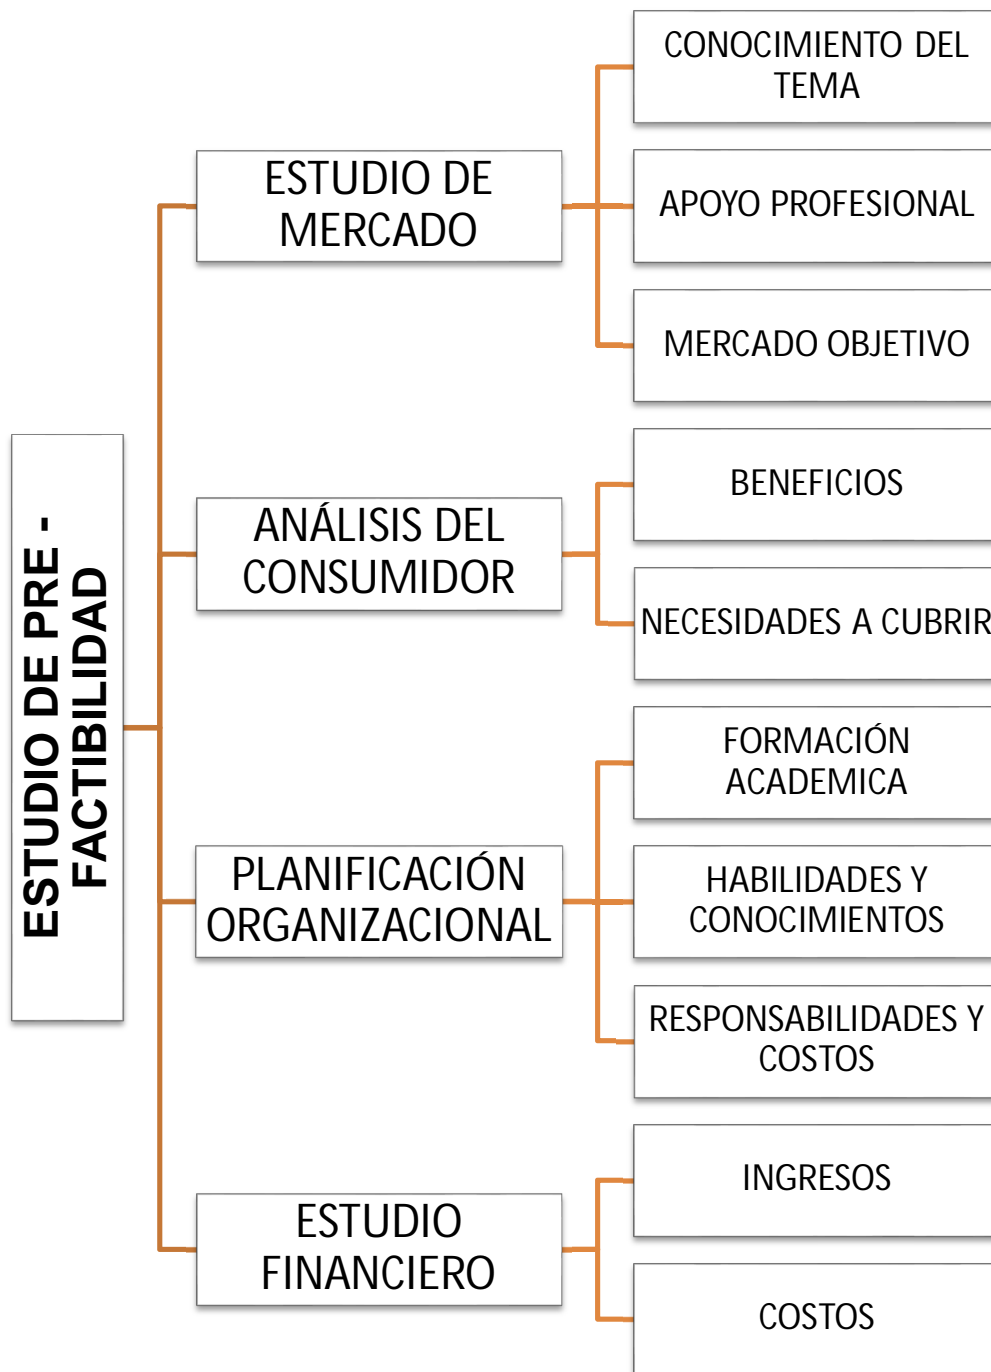 ESTUDIO DE PRE -
FACTIBILIDAD
ESTUDIO DE
MERCADO
CONOCIMIENTO DEL
TEMA
APOYO PROFESIONAL
MERCADO OBJETIVO
ANÁLISIS DEL
CONSUMIDOR
BENEFICIOS
NECESIDADES A CUBRIR
PLANIFICACIÓN
ORGANIZACIONAL
FORMACIÓN
ACADEMICA
HABILIDADES Y
CONOCIMIENTOS
RESPONSABILIDADES Y
COSTOS
ESTUDIO
FINANCIERO
INGRESOS
COSTOS